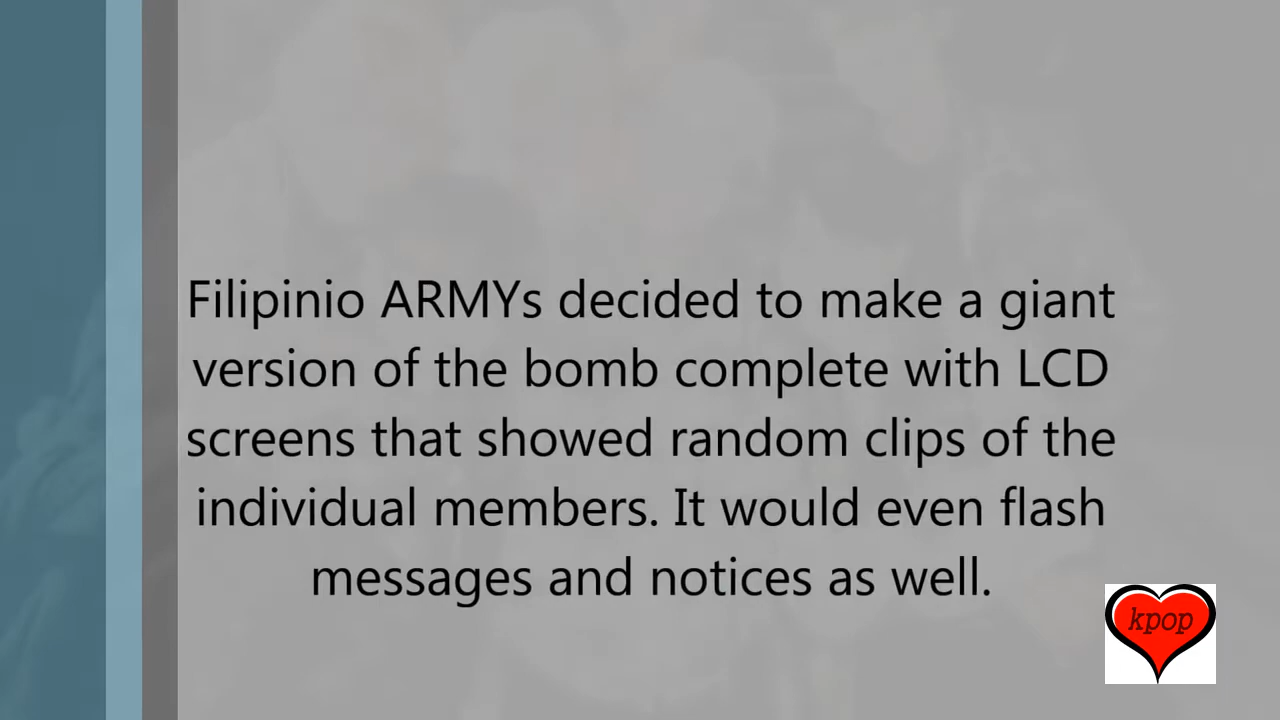 Filipinio ARMYs decided to make a giant
version of the bomb complete with LCD
screens that showed random clips of the
individual members. It would even flash
messages and notices as well.
kpop